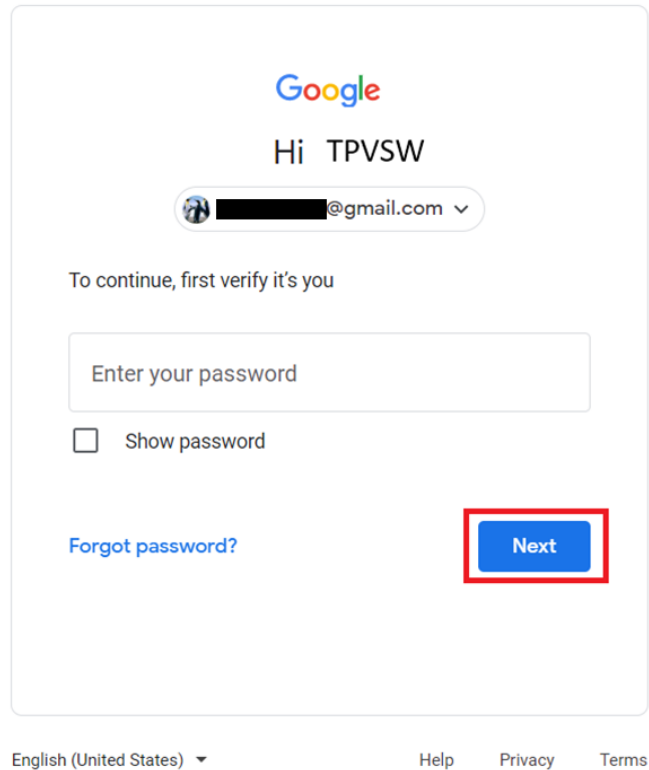 Google
Hi TPVSW
@gmail.com
To continue, first verify it's you
Enter your password
Show password
Forgot password? Next
English (United States) Help Privacy Terms